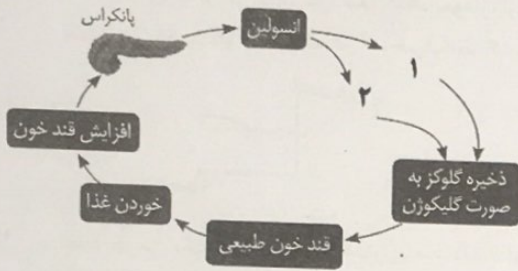 پانکراس
انسولین
۱
۲
افزایش قند خون
ذخیره گلوکز به
صورت گلیکوژن
خوردن غذا
قند خون طبیعی